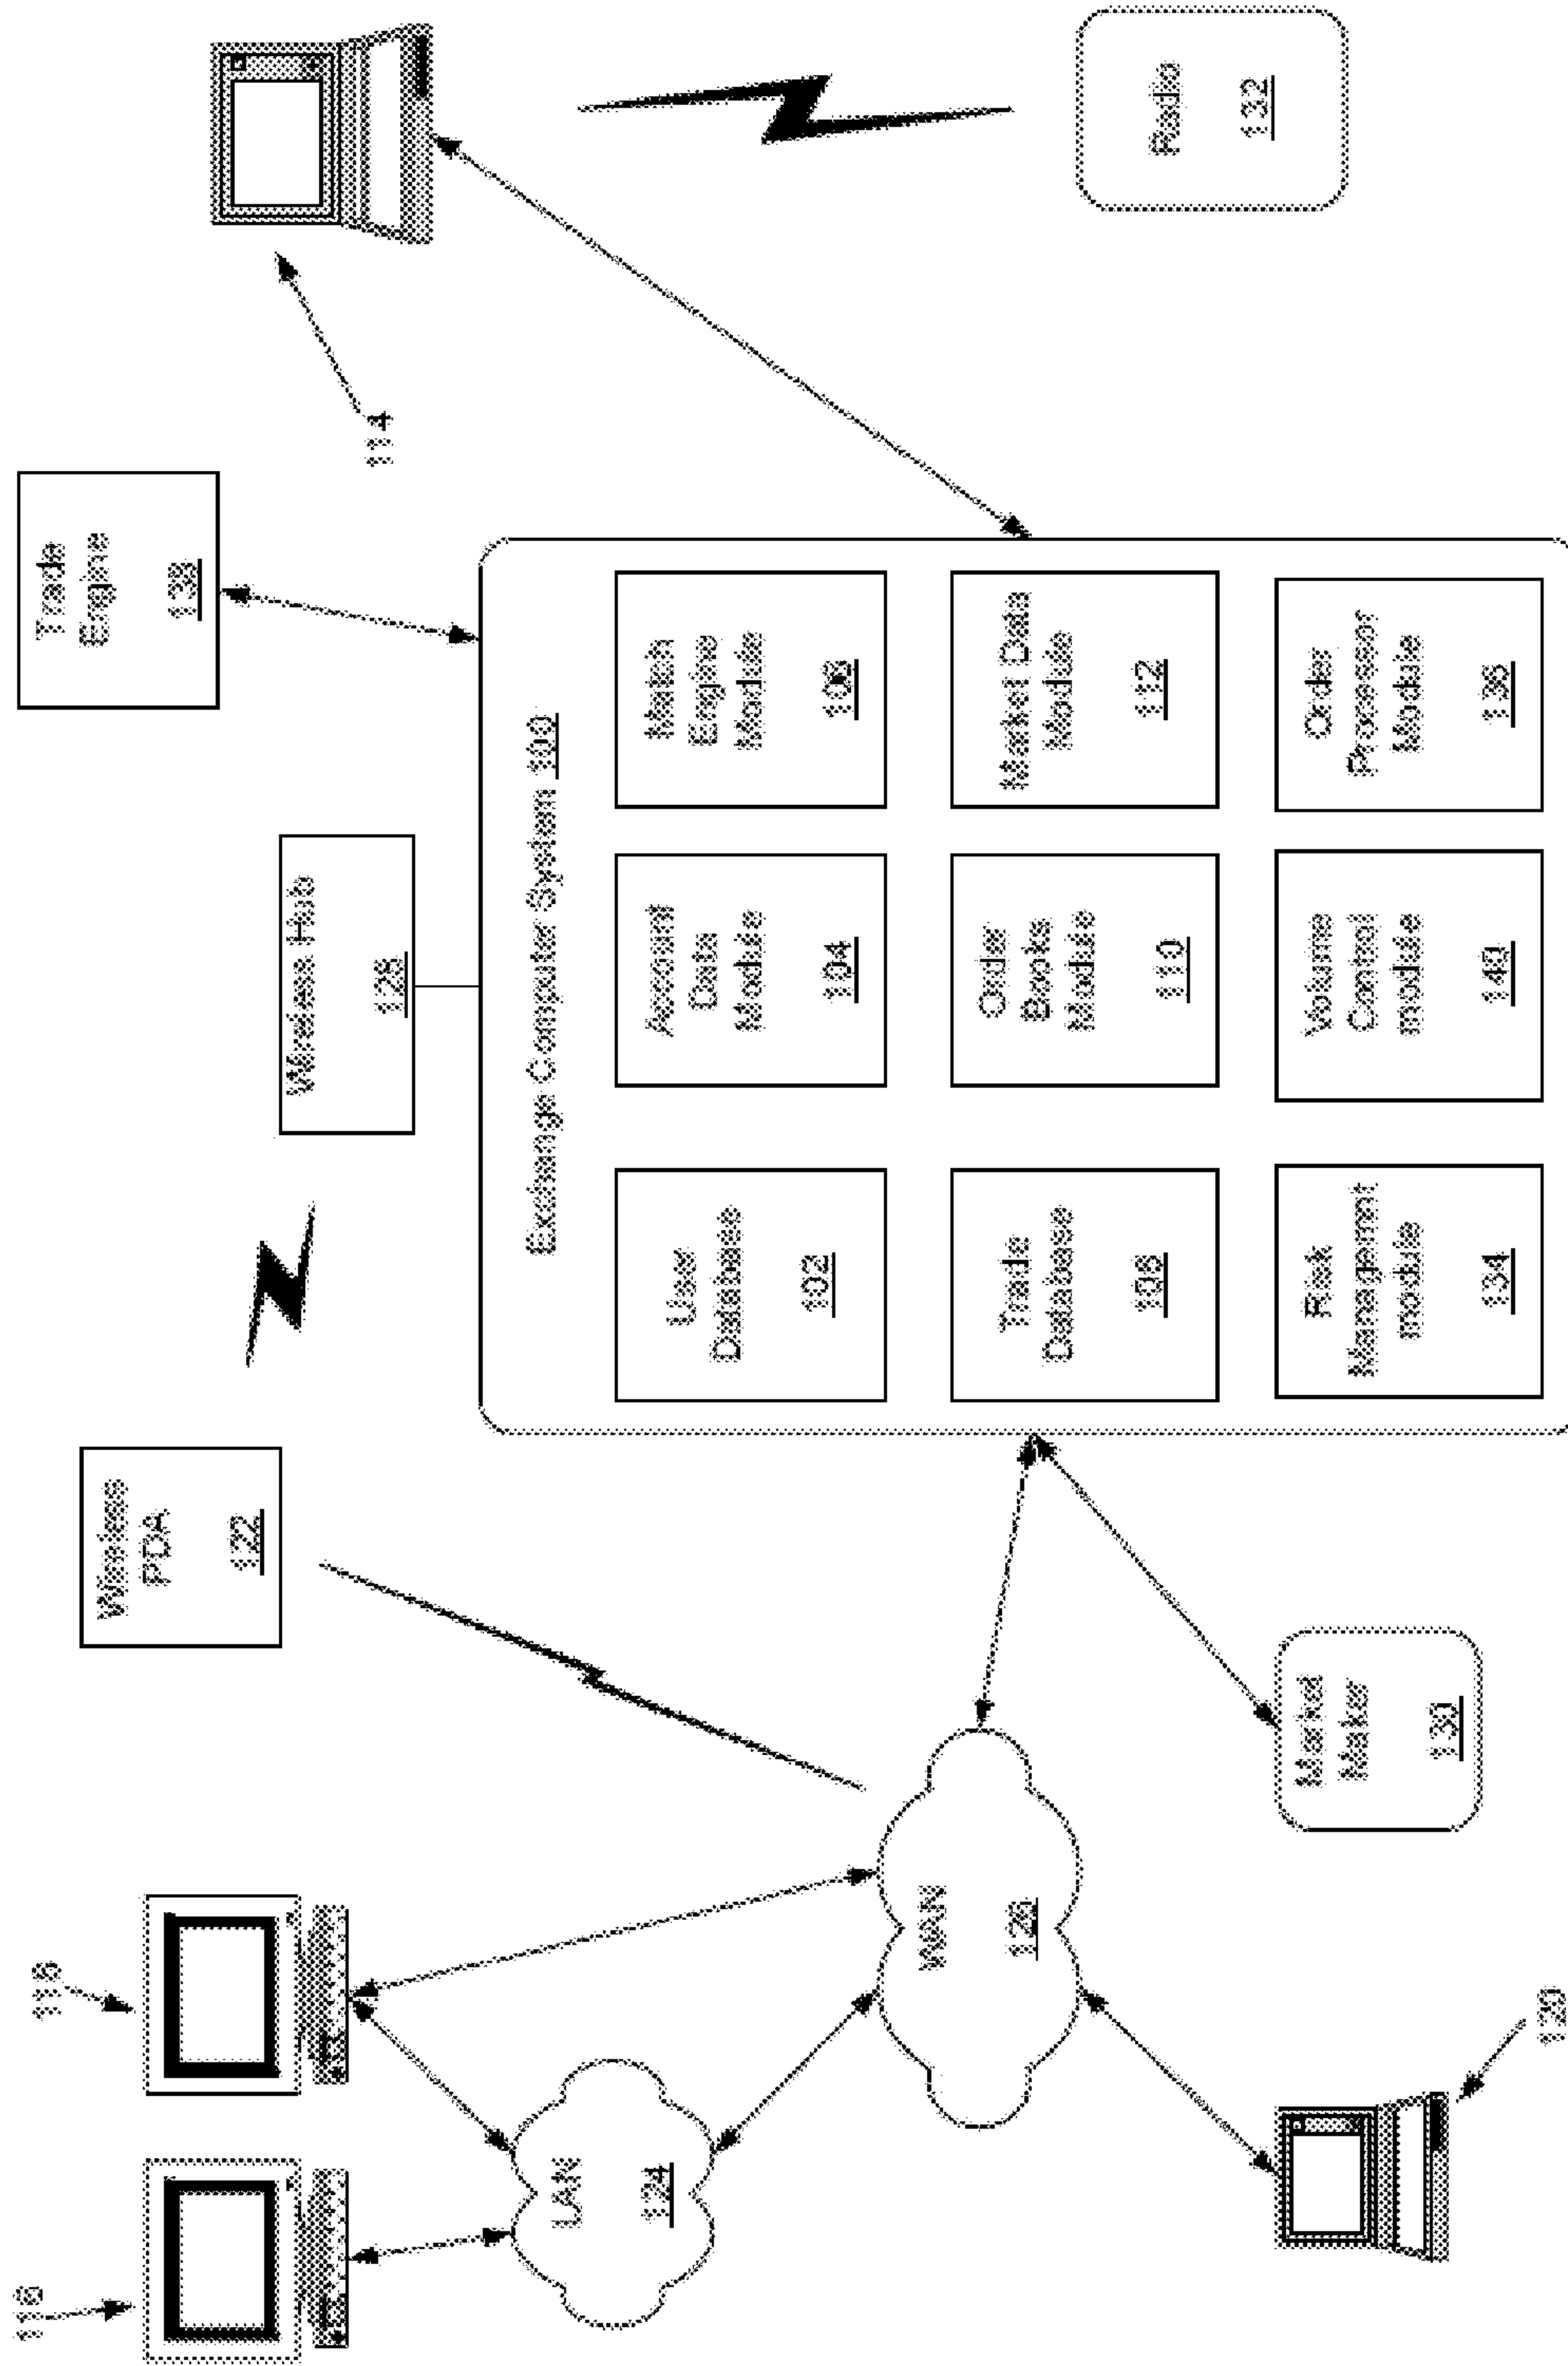 116
118
Wireless
PDA
122
Wireless Hub
128
Trade
Engine
138
114
LAN
124
WAN
126
Exchange Computer System 100
User
Database
102
Account
Data
Module
104
Match
Engine
Module
106
Trade
Database
108
Order
Books
Module
110
Market Data
Module
112
Risk
Managemnt
module
134
Volume
Control
module
140
Order
Processor
Module
136
Market
Maker
130
Radio
132
120